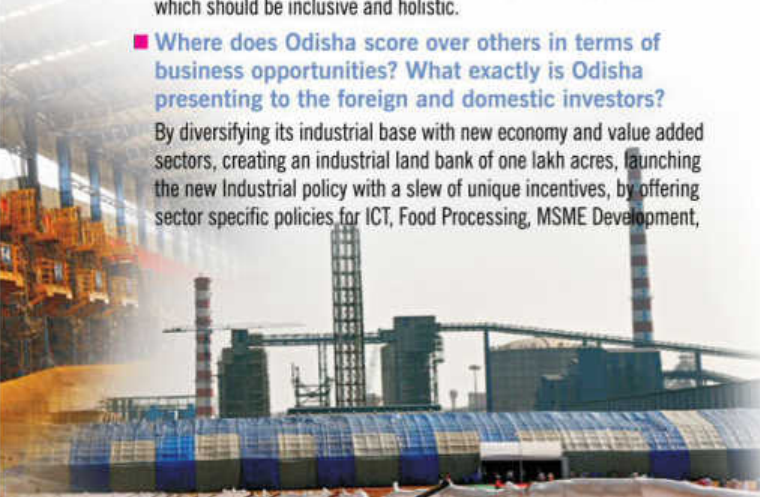 which should be inclusive and holistic.
Where does Odisha score over others in terms of
business opportunities? What exactly is Odisha
presenting to the foreign and domestic investors?
By diversifying its industrial base with new economy and value added
sectors, creating an industrial land bank of one lakh acres, launching
the new Industrial policy with a slew of unique incentives, by offering
sector specific policies for ICT, Food Processing, MSME Development,